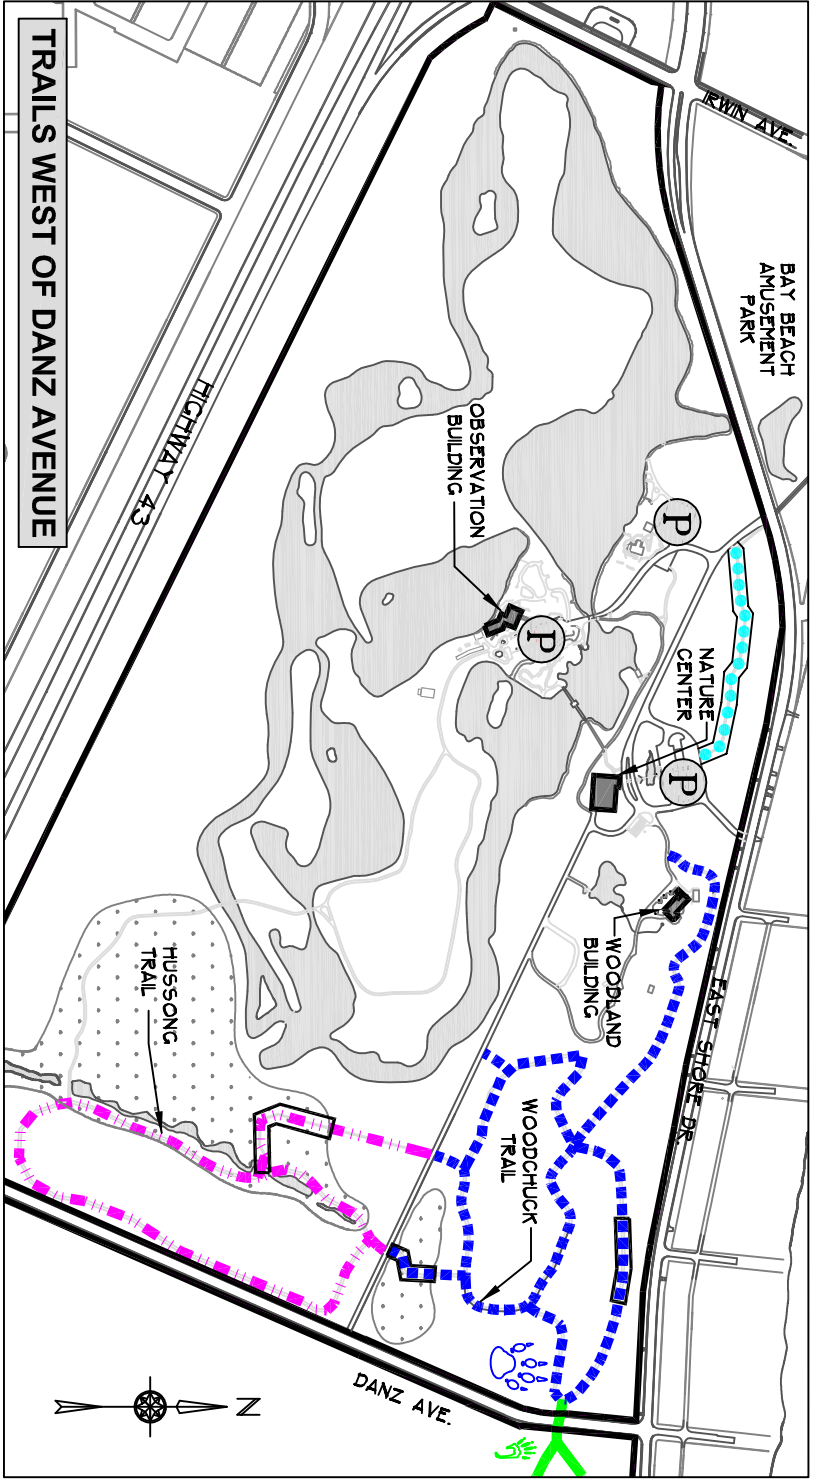 IRWIN AVE.
BAY BEACH
AMUSEMENT
PARK
P
NATURE
CENTER
P
EAST SHORE DR.
OBSERVATION
BUILDING
P
WOODLAND
BUILDING
WOODCHUCK
TRAIL
HIGHWAY 43
HUSSONG
TRAIL
DANZ AVE.
N
TRAILS WEST OF DANZ AVENUE